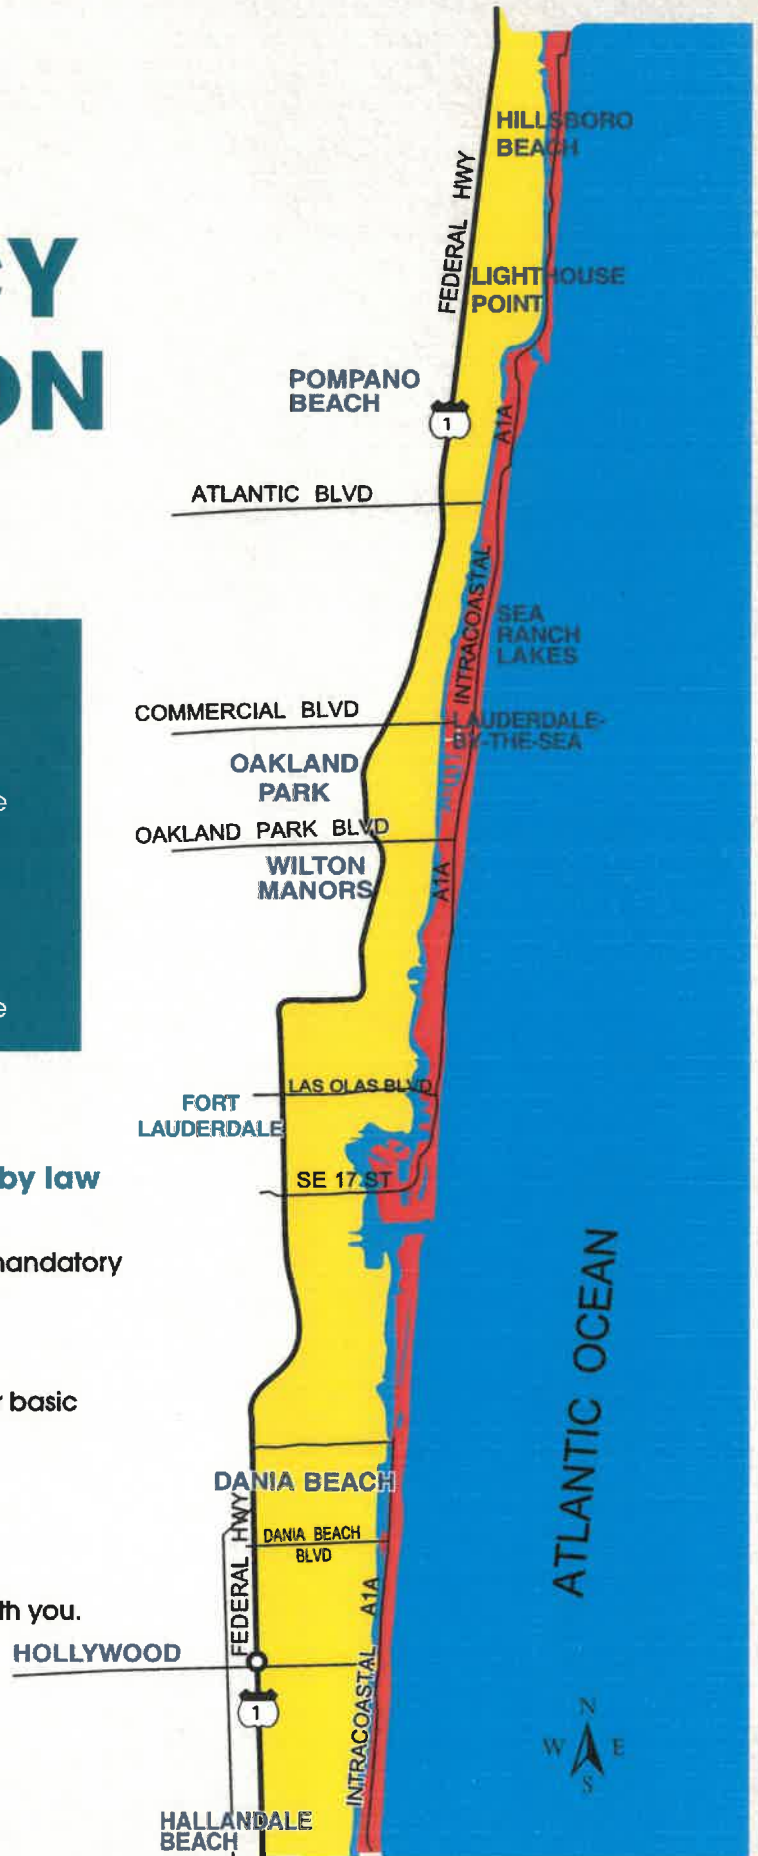 CY
ON
e
e
by law
mandatory
r basic
th you.
HILLSBORO
BEACH
FEDERAL HWY
LIGHTHOUSE
POINT
POMPANO
BEACH
1
A1A
ATLANTIC BLVD
INTRACOASTAL
SEA
RANCH
LAKES
COMMERCIAL BLVD
LAUDERDALE-
BY-THE-SEA
OAKLAND
PARK
OAKLAND PARK BLVD
WILTON
MANORS
A1A
LAS OLAS BLVD
FORT
LAUDERDALE
SE 17 ST
ATLANTIC OCEAN
DANIA BEACH
FEDERAL HWY
DANIA BEACH
BLVD
A1A
HOLLYWOOD
INTRACOASTAL
1
N
W E
S
HALLANDALE
BEACH